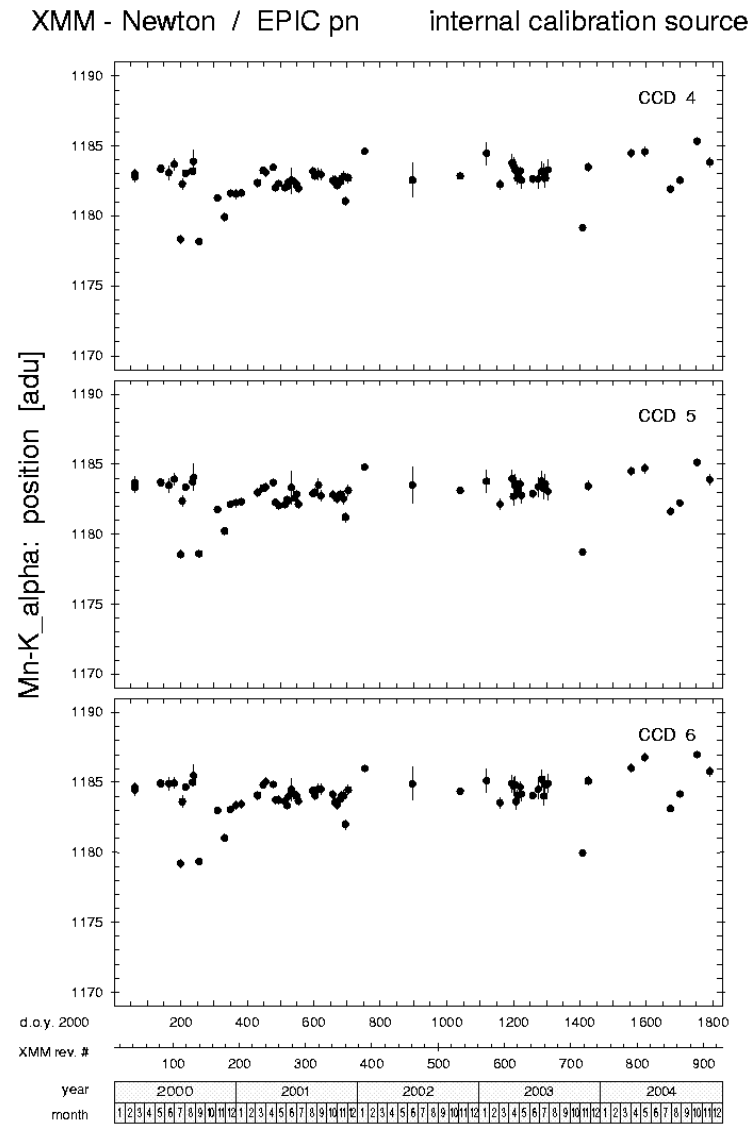 XMM - Newton / EPIC pn internal calibration source
Mn-K_alpha: position [adu]
CCD 4
1190
1185
1180
1175
1170
CCD 5
1190
1185
1180
1175
1170
CCD 6
1190
1185
1180
1175
1170
d.o.y. 2000 200 400 600 800 1000 1200 1400 1600 1800
XMM rev. # 100 200 300 400 500 600 700 800 900
year 2000 2001 2002 2003 2004
month 1 2 3 4 5 6 7 8 9 10 11 12 1 2 3 4 5 6 7 8 9 10 11 12 1 2 3 4 5 6 7 8 9 10 11 12 1 2 3 4 5 6 7 8 9 10 11 12 1 2 3 4 5 6 7 8 9 10 11 12